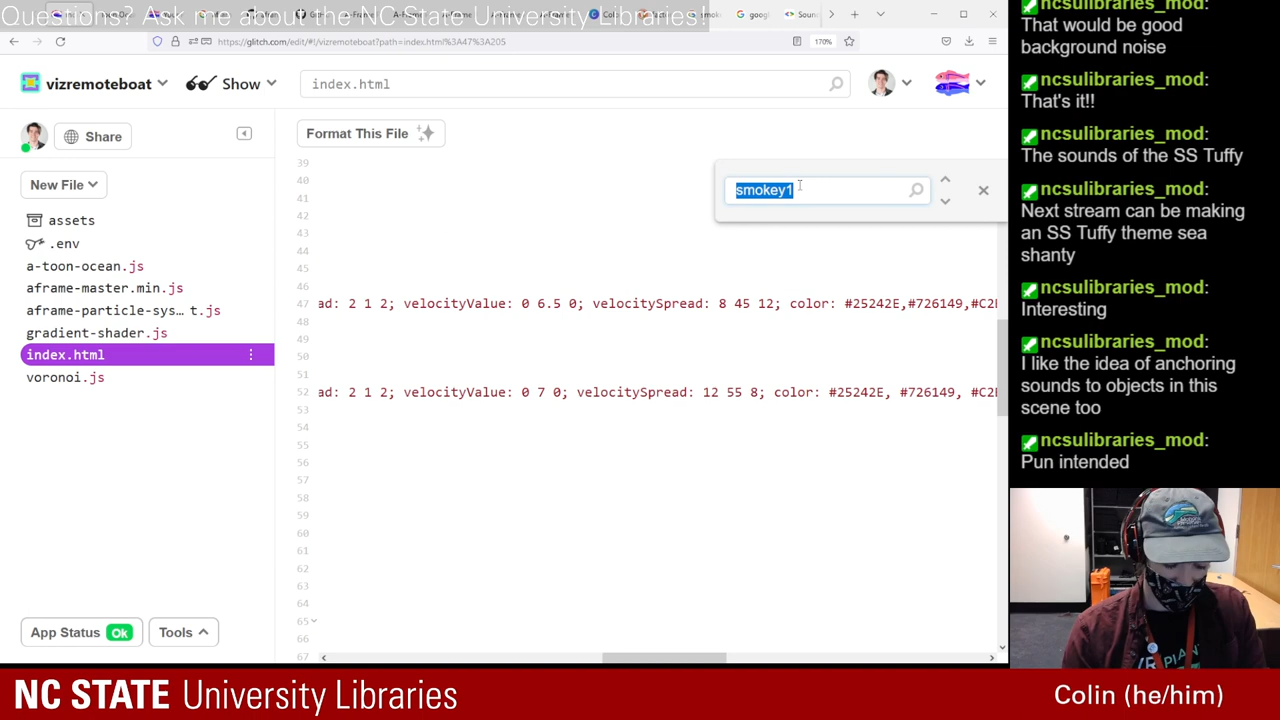 Questions? Ask me about the NC State University Libraries!
https://glitch.com/edit/#!/vizremoteboat?path=index.html%3A47%3A205
170%
vizremoteboat
Show
index.html
Share
Format This File
New File
smokey1
assets
.env
a-toon-ocean.js
aframe-master.min.js
aframe-particle-sys… t.js
gradient-shader.js
index.html
voronoi.js
39
40
41
42
43
44
45
46
47 ad: 2 1 2; velocityValue: 0 6.5 0; velocitySpread: 8 45 12; color: #25242E,#726149,#C2
48
49
50
51
52 ad: 2 1 2; velocityValue: 0 7 0; velocitySpread: 12 55 8; color: #25242E, #726149, #C2
53
54
55
56
57
58
59
60
61
62
63
64
65
66
67
App Status Ok
Tools
ncsulibraries_mod:
That would be good
background noise
ncsulibraries_mod:
That's it!!
ncsulibraries_mod:
The sounds of the SS Tuffy
ncsulibraries_mod:
Next stream can be making
an SS Tuffy theme sea
shanty
ncsulibraries_mod:
Interesting
ncsulibraries_mod:
I like the idea of anchoring
sounds to objects in this
scene too
ncsulibraries_mod:
Pun intended
NC STATE University Libraries
Colin (he/him)